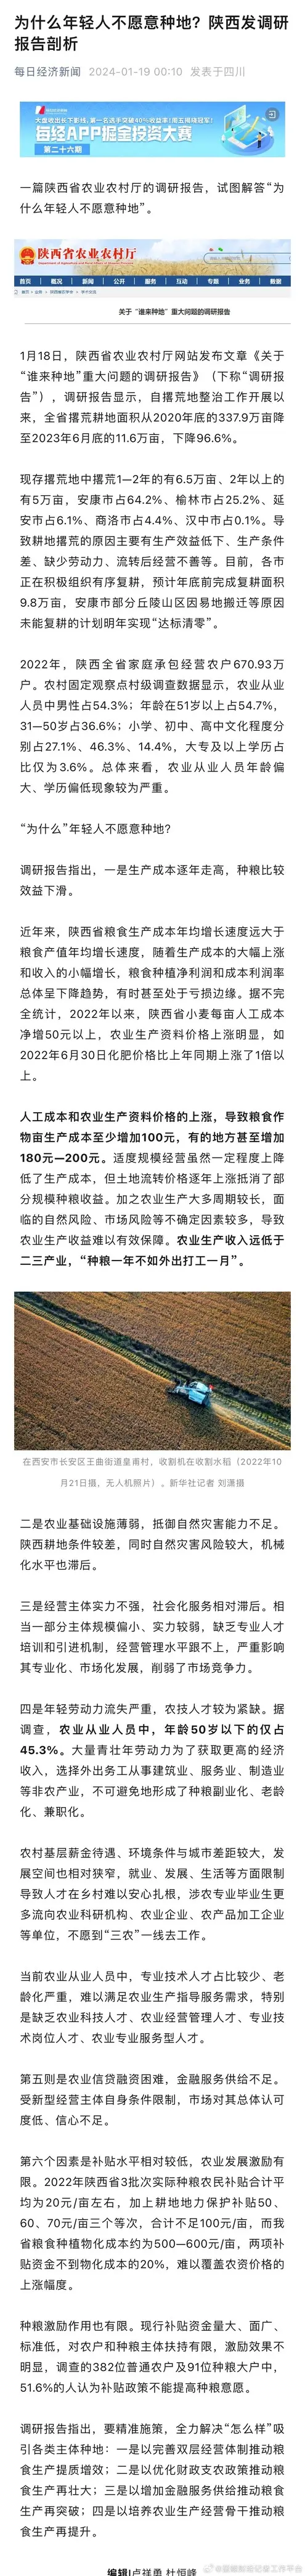 为什么年轻人不愿意种地？陕西发调研
报告剖析
每日经济新闻 2024-01-19 00:10 发表于四川
每经APP掘金投资大赛
第二十六期
一篇陕西省农业农村厅的调研报告，试图解答“为
什么年轻人不愿意种地”。
陕西省农业农村厅
首页 概况 新闻 公开 服务 互动 专题 业务 数据
关于“谁来种地”重大问题的调研报告
1月18日，陕西省农业农村厅网站发布文章《关于
“谁来种地”重大问题的调研报告》（下称“调研报
告”），调研报告显示，自撂荒地整治工作开展以
来，全省撂荒耕地面积从2020年底的337.9万亩降
至2023年6月底的11.6万亩，下降96.6%。
现存撂荒地中撂荒1—2年的有6.5万亩、2年以上的
有5万亩，安康市占64.2%、榆林市占25.2%、延
安市占6.1%、商洛市占4.4%、汉中市占0.1%。导
致耕地撂荒的原因主要有生产效益低下、生产条件
差、缺少劳动力、流转后经营不善等。目前，各市
正在积极组织有序复耕，预计年底前完成复耕面积
9.8万亩，安康市部分丘陵山区因易地搬迁等原因
未能复耕的计划明年实现“达标清零”。
2022年，陕西全省家庭承包经营农户670.93万
户。农村固定观察点村级调查数据显示，农业从业
人员中男性占54.3%；年龄在51岁以上占54.7%，
31—50岁占36.6%；小学、初中、高中文化程度分
别占27.1%、46.3%、14.4%，大专及以上学历占
比仅为3.6%。总体来看，农业从业人员年龄偏
大、学历偏低现象较为严重。
“为什么”年轻人不愿意种地？
调研报告指出，一是生产成本逐年走高，种粮比较
效益下滑。
近年来，陕西省粮食生产成本年均增长速度远大于
粮食产值年均增长速度，随着生产成本的大幅上涨
和收入的小幅增长，粮食种植净利润和成本利润率
总体呈下降趋势，有时甚至处于亏损边缘。据不完
全统计，2022年以来，陕西省小麦每亩人工成本
净增50元以上，农业生产资料价格上涨明显，如
2022年6月30日化肥价格比上年同期上涨了1倍以
上。
人工成本和农业生产资料价格的上涨，导致粮食作
物亩生产成本至少增加100元，有的地方甚至增加
180元—200元。适度规模经营虽然一定程度上降
低了生产成本，但土地流转价格逐年上涨抵消了部
分规模种粮收益。加之农业生产大多周期较长，面
临的自然风险、市场风险等不确定因素较多，导致
农业生产收益难以有效保障。农业生产收入远低于
二三产业，“种粮一年不如外出打工一月”。
在西安市长安区王曲街道皇甫村，收割机在收割水稻（2022年10
月21日摄，无人机照片）。新华社记者 刘潇摄
二是农业基础设施薄弱，抵御自然灾害能力不足。
陕西耕地条件较差，同时自然灾害风险较大，机械
化水平也滞后。
三是经营主体实力不强，社会化服务相对滞后。相
当一部分主体规模偏小、实力较弱，缺乏专业人才
培训和引进机制，经营管理水平跟不上，严重影响
其专业化、市场化发展，削弱了市场竞争力。
四是年轻劳动力流失严重，农技人才较为紧缺。据
调查，农业从业人员中，年龄50岁以下的仅占
45.3%。大量青壮年劳动力为了获取更高的经济
收入，选择外出务工从事建筑业、服务业、制造业
等非农产业，不可避免地形成了种粮副业化、老龄
化、兼职化。
农村基层薪金待遇、环境条件与城市差距较大，发
展空间也相对狭窄，就业、发展、生活等方面限制
导致人才在乡村难以安心扎根，涉农专业毕业生更
多流向农业科研机构、农业企业、农产品加工企业
等单位，不愿到“三农”一线去工作。
当前农业从业人员中，专业技术人才占比较少、老
龄化严重，难以满足农业生产指导服务需求，特别
是缺乏农业科技人才、农业经营管理人才、专业技
术岗位人才、农业专业服务型人才。
第五则是农业信贷融资困难，金融服务供给不足。
受新型经营主体自身条件限制，市场对其总体认可
度低、信心不足。
第六个因素是补贴水平相对较低，农业发展激励有
限。2022年陕西省3批次实际种粮农民补贴合计平
均为20元/亩左右，加上耕地地力保护补贴50、
60、70元/亩三个等次，合计不足100元/亩，而我
省粮食种植物化成本约为500—600元/亩，两项补
贴资金不到物化成本的20%，难以覆盖农资价格的
上涨幅度。
种粮激励作用也有限。现行补贴资金量大、面广、
标准低，对农户和种粮主体扶持有限，激励效果不
明显，调查的382位普通农户及91位种粮大户中，
51.6%的人认为补贴政策不能提高种粮意愿。
调研报告指出，要精准施策，全力解决“怎么样”吸
引各类主体种地：一是以完善双层经营体制推动粮
食生产提质增效；二是以优化财政支农政策推动粮
食生产再壮大；三是以增加金融服务供给推动粮食
生产再突破；四是以培养农业生产经营骨干推动粮
食生产再提升。
编辑|卢祥勇 杜恒峰